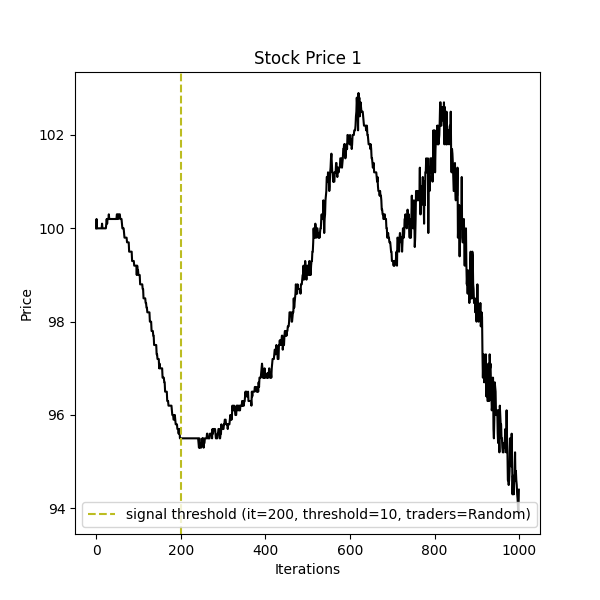 Stock Price 1
Price
102
100
98
96
94
signal threshold (it=200, threshold=10, traders=Random)
0 200 400 600 800 1000
Iterations